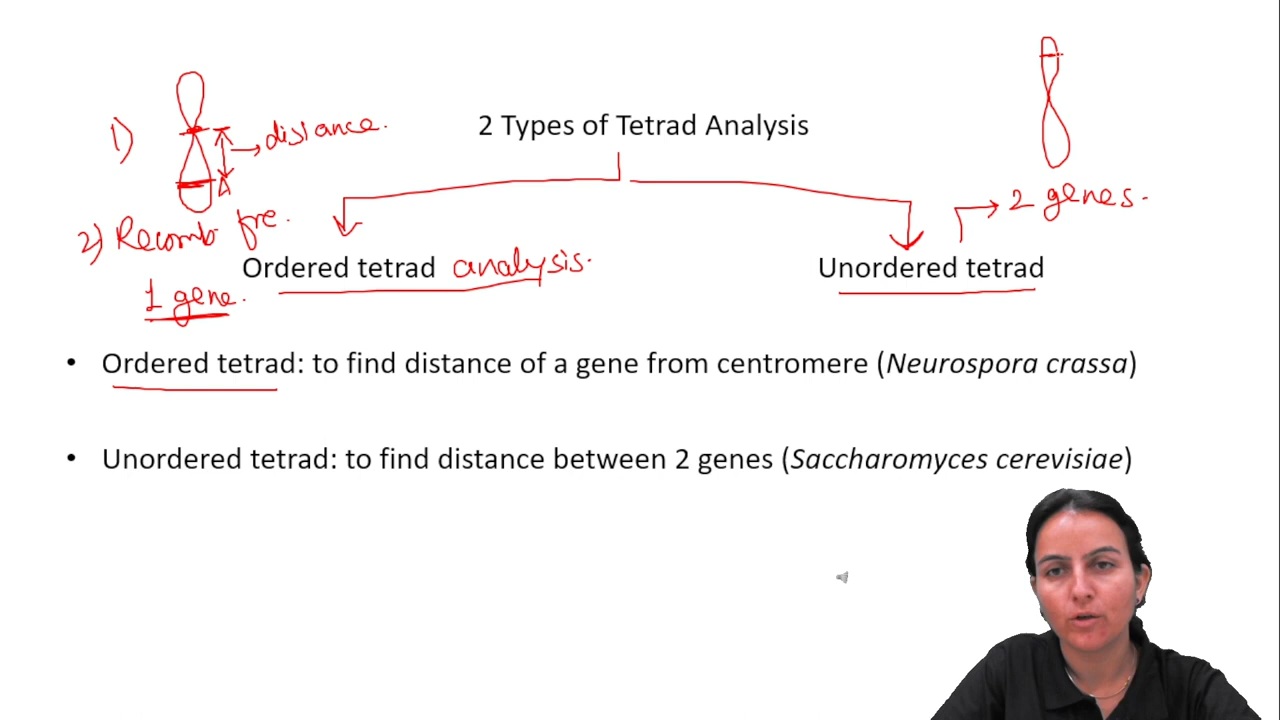 2 Types of Tetrad Analysis
1)
distance.
A
2) Recomb fre.
1 gene.
Ordered tetrad analysis.
2 genes.
Unordered tetrad
• Ordered tetrad: to find distance of a gene from centromere (Neurospora crassa)
• Unordered tetrad: to find distance between 2 genes (Saccharomyces cerevisiae)